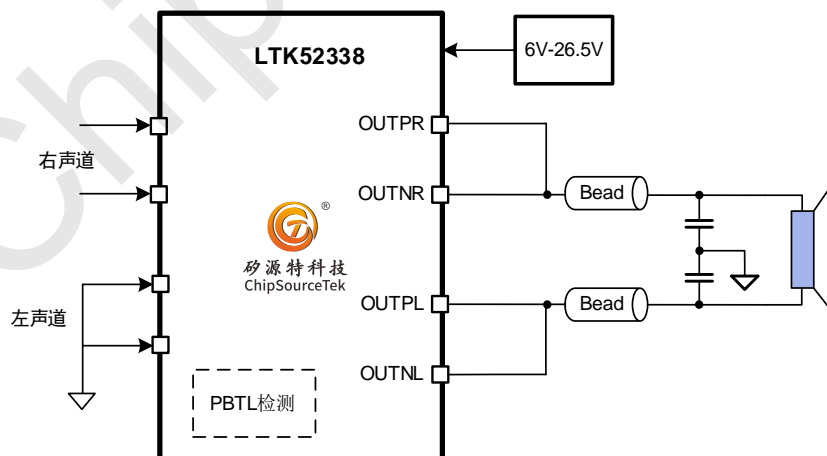 LTK52338
6V-26.5V
OUTPR
右声道
OUTNR
Bead
®
矽源特科技
ChipSourceTek
左声道
OUTPL
Bead
OUTNL
PBTL检测
Chip